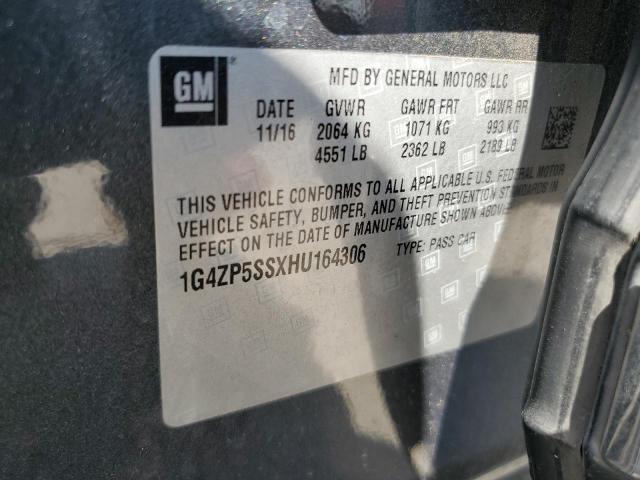 GM
MFD BY GENERAL MOTORS LLC
DATE GVWR GAWR FRT GAWR RR
11/16 2064 KG 1071 KG 993 KG
4551 LB 2362 LB 2189 LB
THIS VEHICLE CONFORMS TO ALL APPLICABLE U.S. FEDERAL MOTOR
VEHICLE SAFETY, BUMPER, AND THEFT PREVENTION STANDARDS IN
EFFECT ON THE DATE OF MANUFACTURE SHOWN ABOVE.
1G4ZP5SSXHU164306 TYPE: PASS CAR